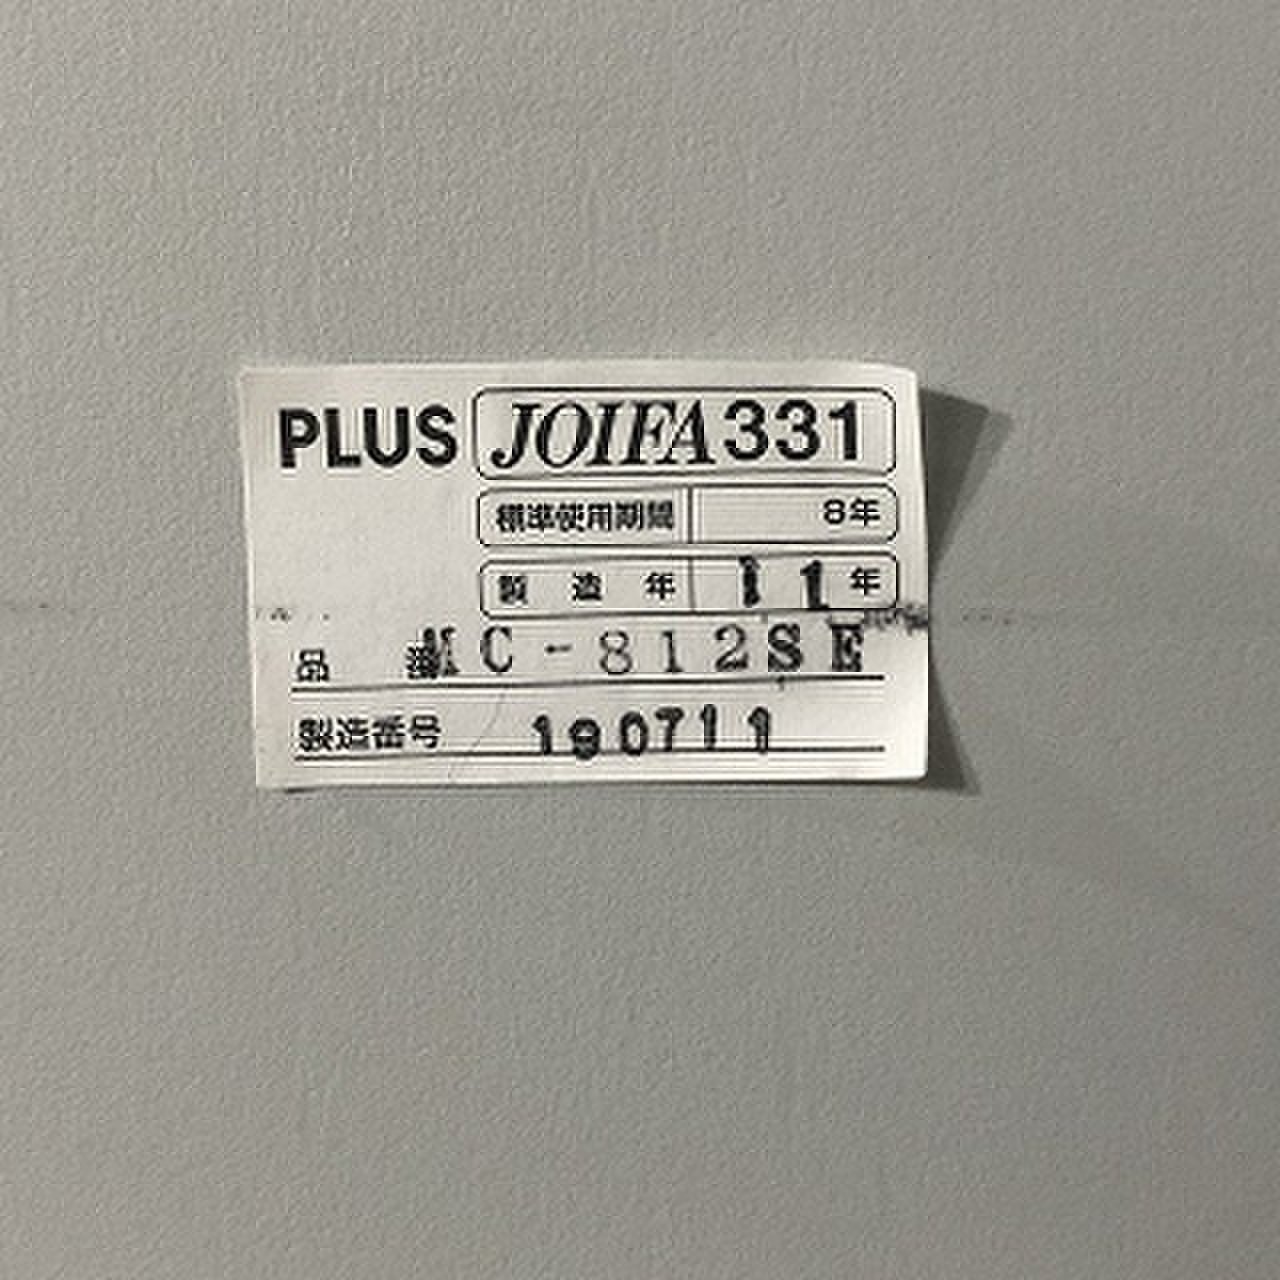 PLUS JOIFA331
標準使用期間 8年
製造年 11年
品番 MC-812SE
製造番号 190711